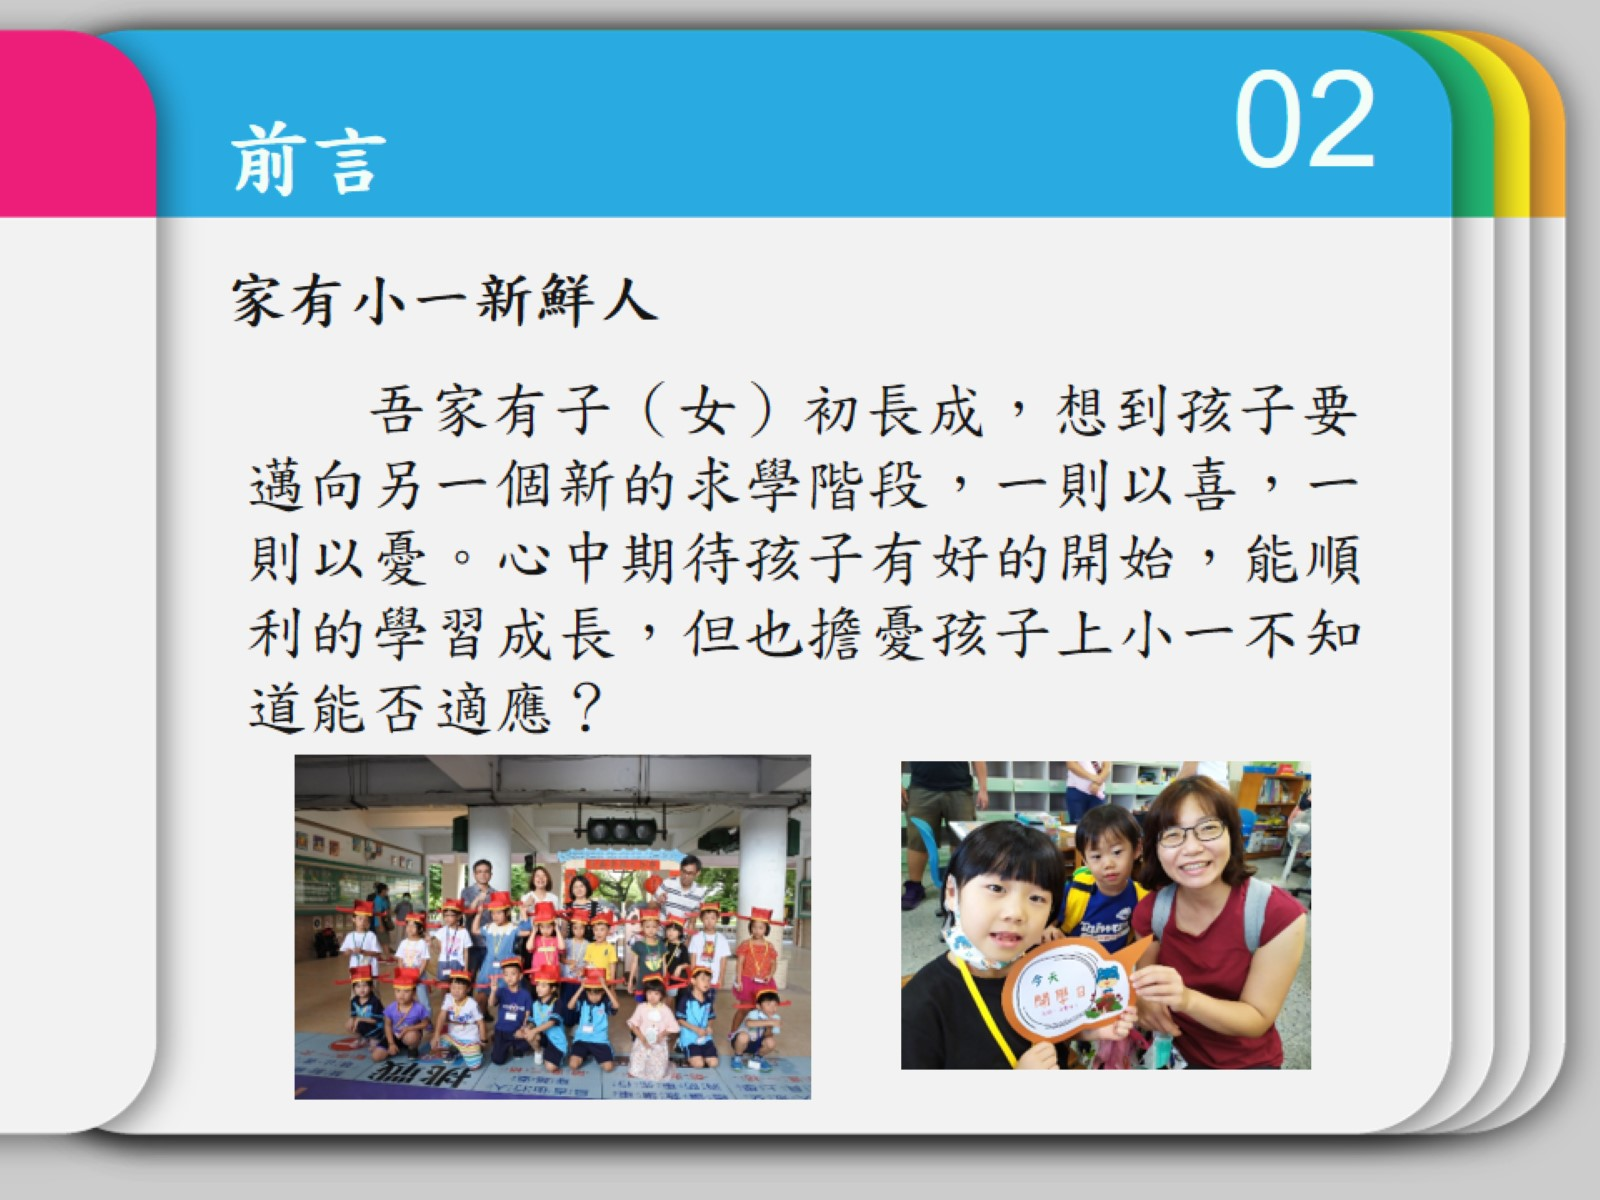 02
前言
家有小一新鮮人
吾家有子（女）初長成，想到孩子要
邁向另一個新的求學階段，一則以喜，一
則以憂。心中期待孩子有好的開始，能順
利的學習成長，但也擔憂孩子上小一不知
道能否適應？
挑戰
今天
開學日